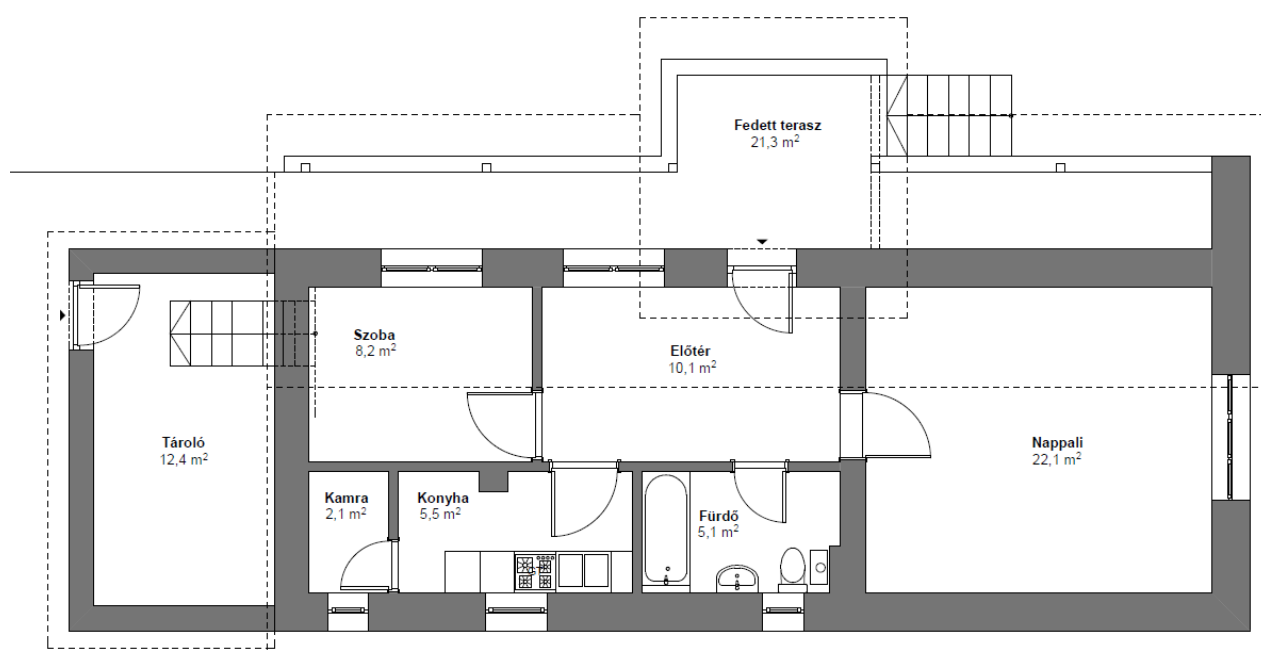 Fedett terasz
21,3 m²
Szoba
8,2 m²
Előtér
10,1 m²
Tároló
12,4 m²
Nappali
22,1 m²
Kamra
2,1 m²
Konyha
5,5 m²
Fürdő
5,1 m²